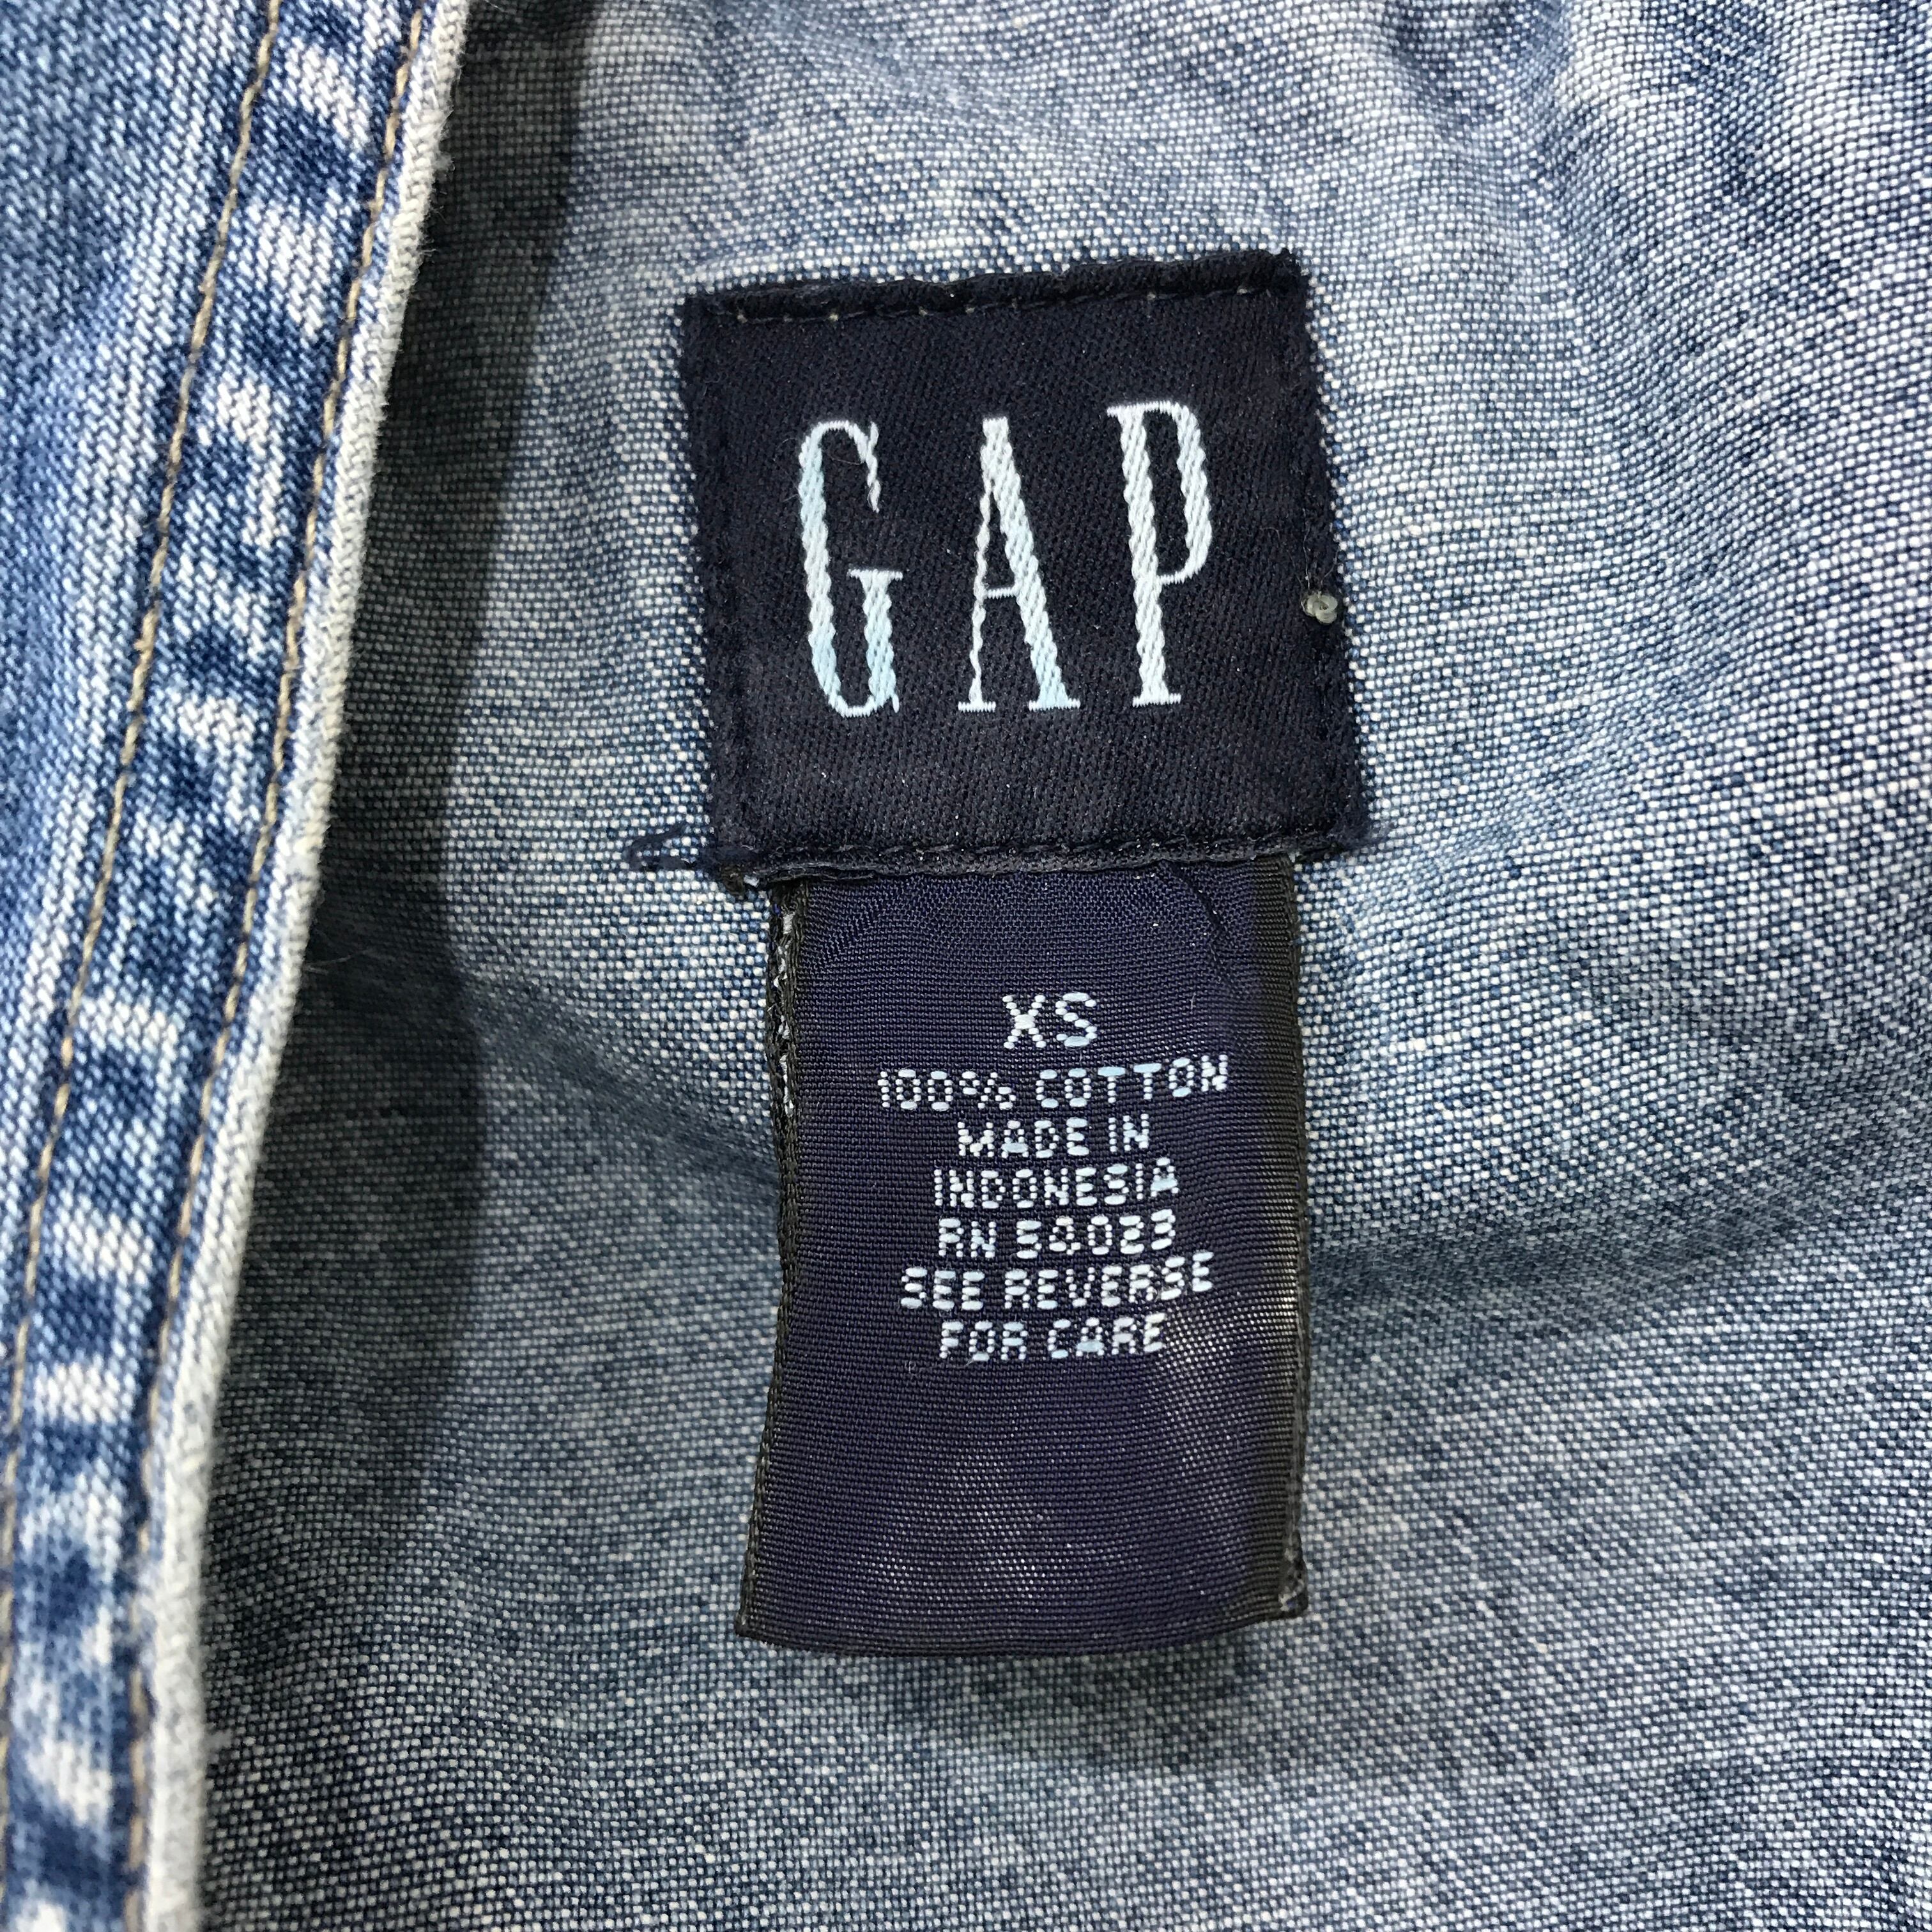 GAP
XS
100% COTTON
MADE IN
INDONESIA
RN 54023
SEE REVERSE
FOR CARE